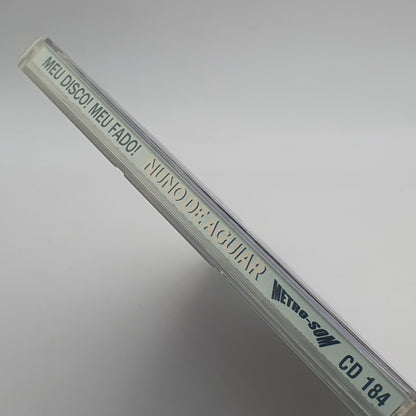 MEU DISCO! MEU FADO! NUNO DE AGUIAR METRO-SOM CD 184